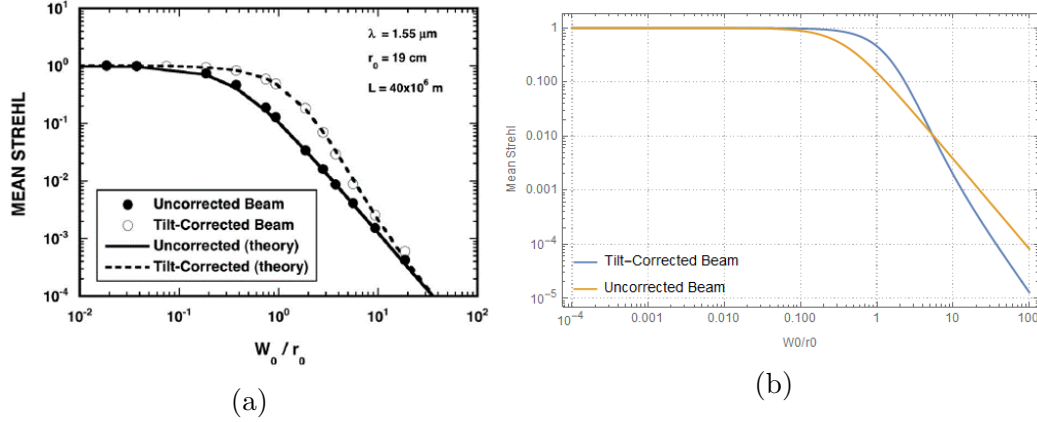 λ = 1.55 μm
r₀ = 19 cm
L = 40x10⁶ m
MEAN STREHL
10¹
10⁰
10⁻¹
10⁻²
10⁻³
10⁻⁴
Uncorrected Beam
Tilt-Corrected Beam
Uncorrected (theory)
Tilt-Corrected (theory)
10⁻² 10⁻¹ 10⁰ 10¹ 10²
W₀ / r₀
(a)
Mean Strehl
1
0.100
0.010
0.001
10⁻⁴
10⁻⁵
Tilt-Corrected Beam
Uncorrected Beam
10⁻⁴ 0.001 0.010 0.100 1 10 100
W0/r0
(b)